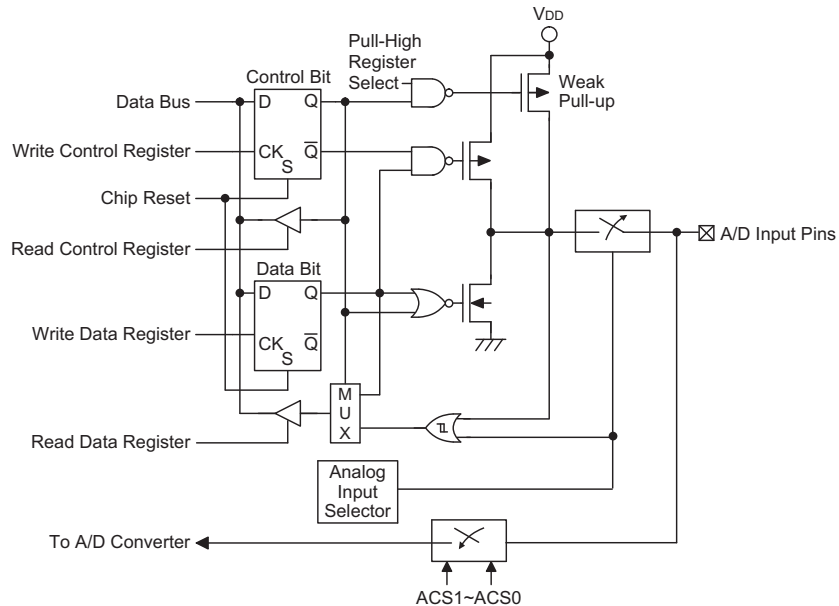 VDD
Pull-High
Register
Select
Weak
Pull-up
Control Bit
Data Bus
D
Q
Write Control Register
CK
Q̅
S
Chip Reset
Read Control Register
A/D Input Pins
Data Bit
D
Q
Write Data Register
CK
Q̅
S
M
U
X
Read Data Register
Analog
Input
Selector
To A/D Converter
ACS1~ACS0